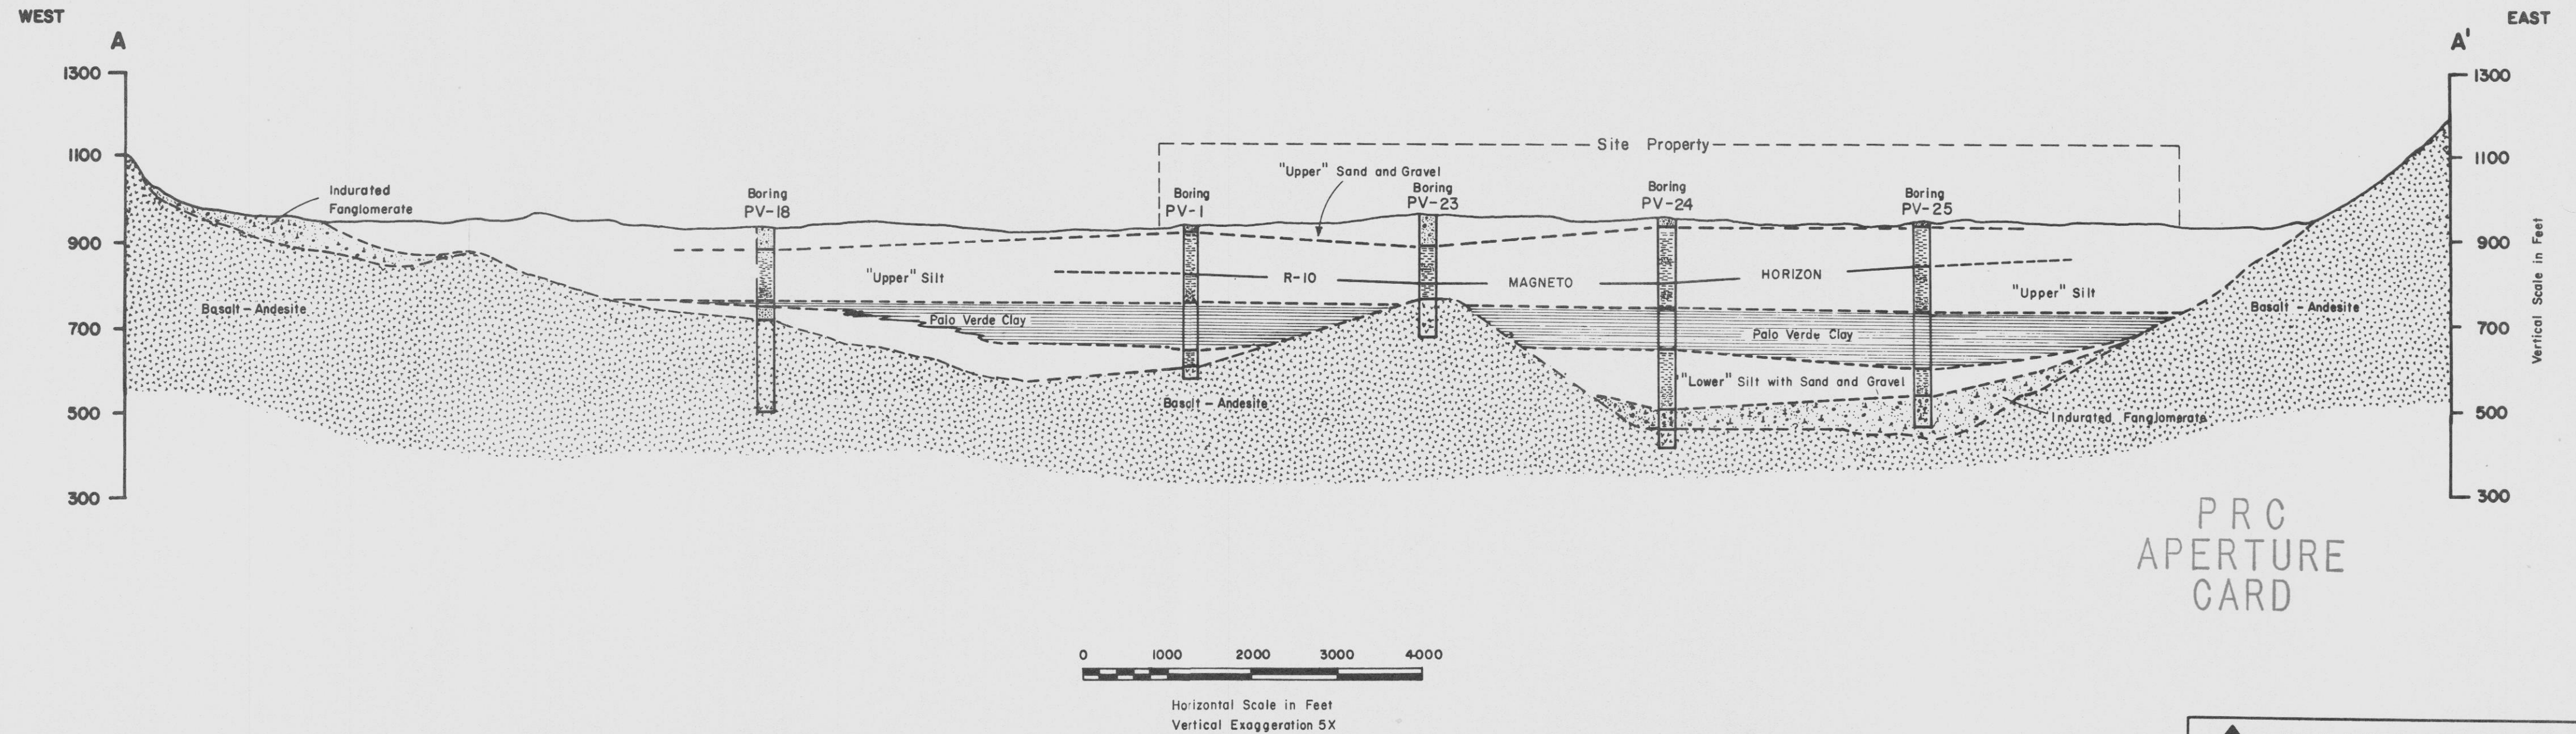 WEST
EAST
A
A'
1300
1300
1100
1100
900
900
700
700
500
500
300
300
Vertical Scale in Feet
Site Property
"Upper" Sand and Gravel
Indurated
Fanglomerate
Boring
PV-18
Boring
PV-1
Boring
PV-23
Boring
PV-24
Boring
PV-25
"Upper" Silt
R-10
MAGNETO
HORIZON
"Upper" Silt
Basalt-Andesite
Palo Verde Clay
Palo Verde Clay
Basalt-Andesite
"Lower" Silt with Sand and Gravel
Basalt-Andesite
Indurated Fanglomerate
PRC
APERTURE
CARD
0 1000 2000 3000 4000
Horizontal Scale in Feet
Vertical Exaggeration 5X